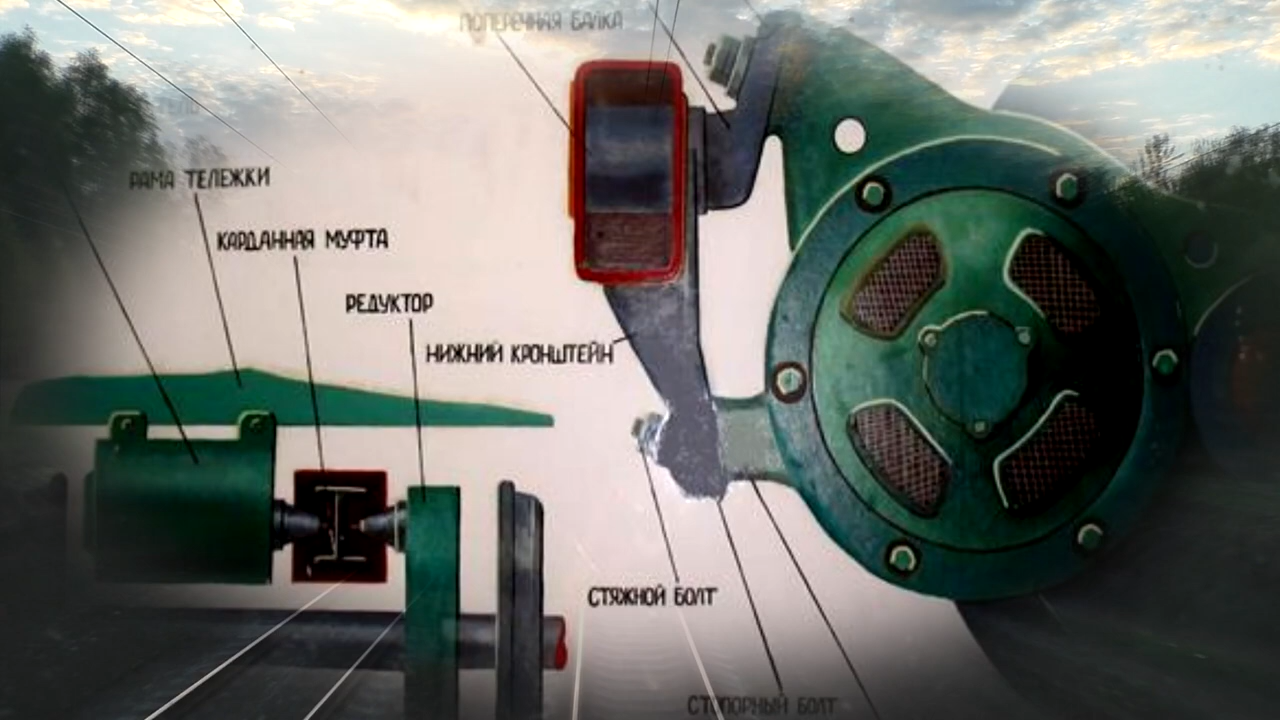 ПОПЕРЕЧНАЯ БАЛКА
РАМА ТЕЛЕЖКИ
КАРДАННАЯ МУФТА
РЕДУКТОР
НИЖНИЙ КРОНШТЕЙН
СТЯЖНОЙ БОЛТ
СТОПОРНЫЙ БОЛТ